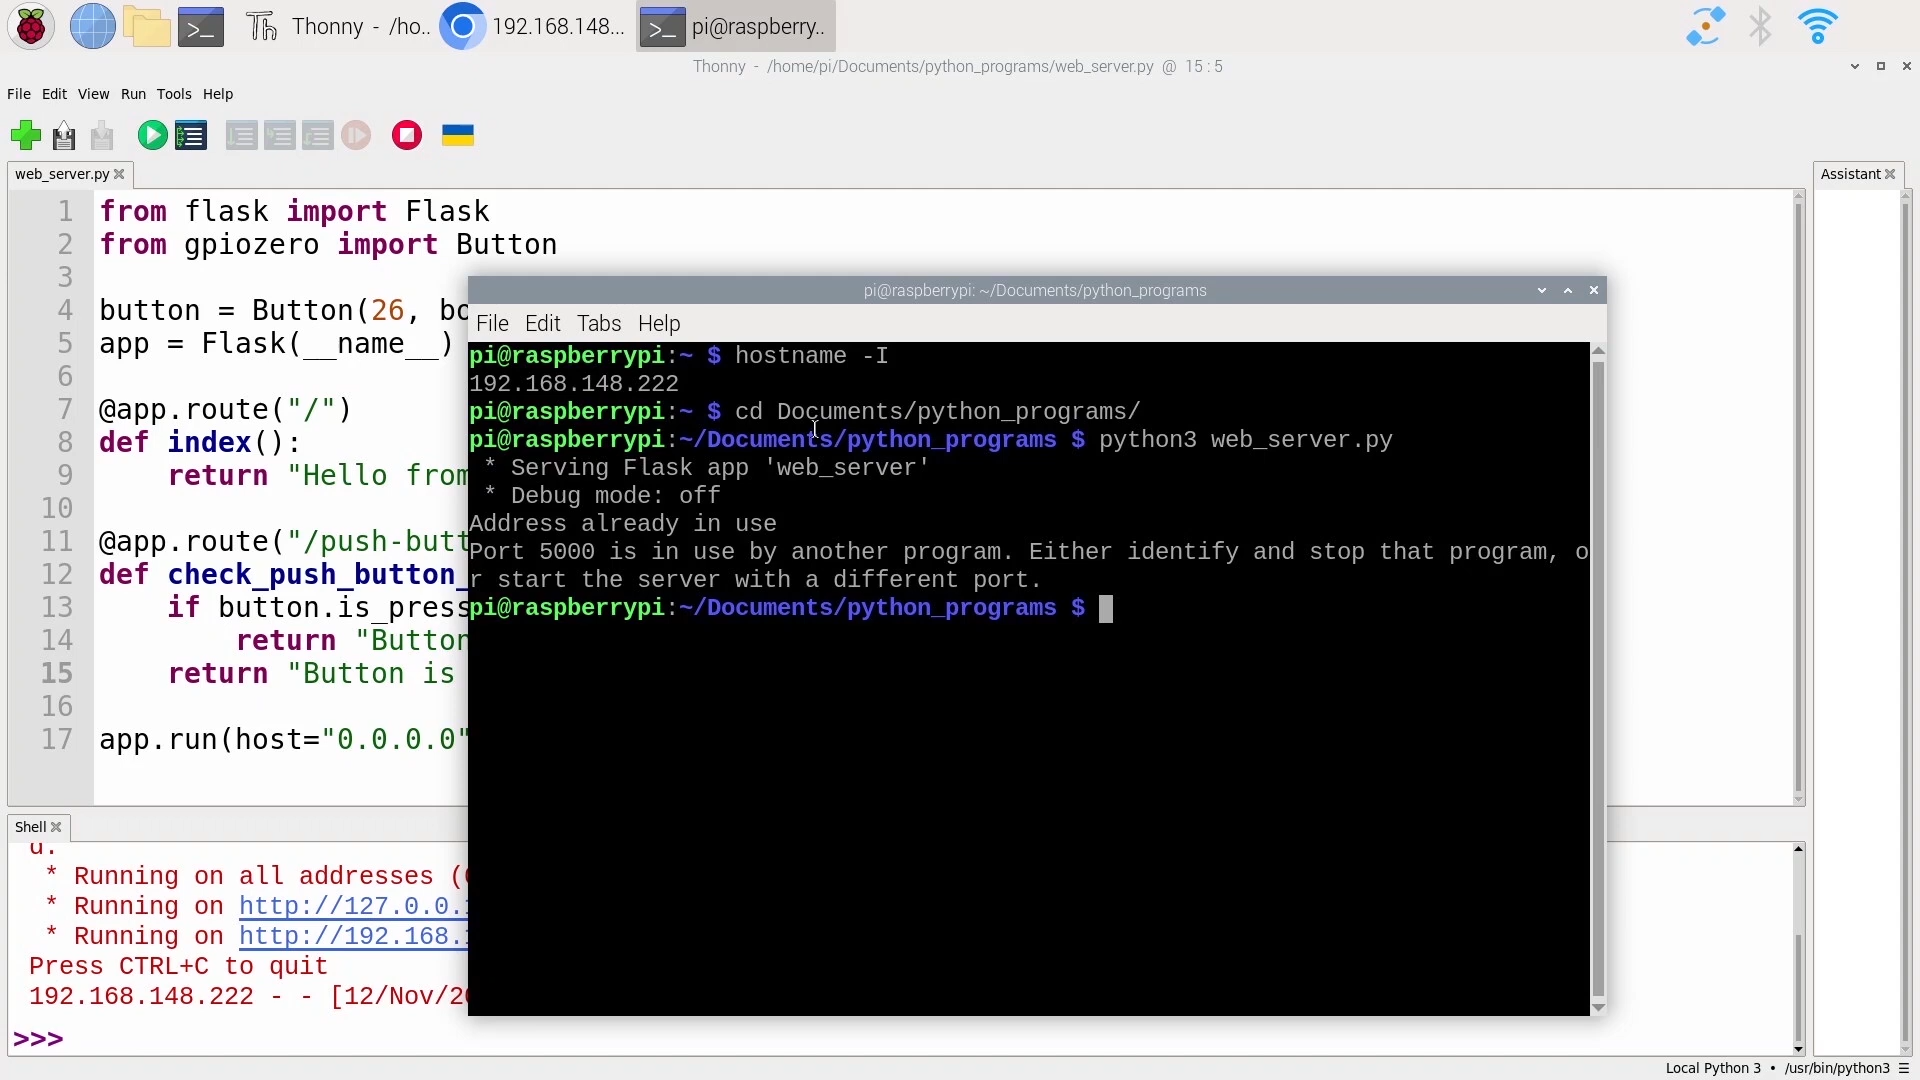 Thonny - /ho..
192.168.148...
pi@raspberry..
Thonny - /home/pi/Documents/python_programs/web_server.py @ 15 : 5
File Edit View Run Tools Help
web_server.py
Assistant
1 from flask import Flask
2 from gpiozero import Button
3
4 button = Button(26, bo
5 app = Flask(__name__)
6
7 @app.route("/")
8 def index():
9 return "Hello from
10
11 @app.route("/push-butt
12 def check_push_button_
13 if button.is_press
14 return "Button
15 return "Button is
16
17 app.run(host="0.0.0.0"
pi@raspberrypi: ~/Documents/python_programs
File Edit Tabs Help
pi@raspberrypi:~ $ hostname -I
192.168.148.222
pi@raspberrypi:~ $ cd Documents/python_programs/
pi@raspberrypi:~/Documents/python_programs $ python3 web_server.py
* Serving Flask app 'web_server'
* Debug mode: off
Address already in use
Port 5000 is in use by another program. Either identify and stop that program, o
r start the server with a different port.
pi@raspberrypi:~/Documents/python_programs $
Shell
d.
* Running on all addresses (
* Running on http://127.0.0.
* Running on http://192.168.
Press CTRL+C to quit
192.168.148.222 - - [12/Nov/20
>>>
Local Python 3 • /usr/bin/python3 ☰